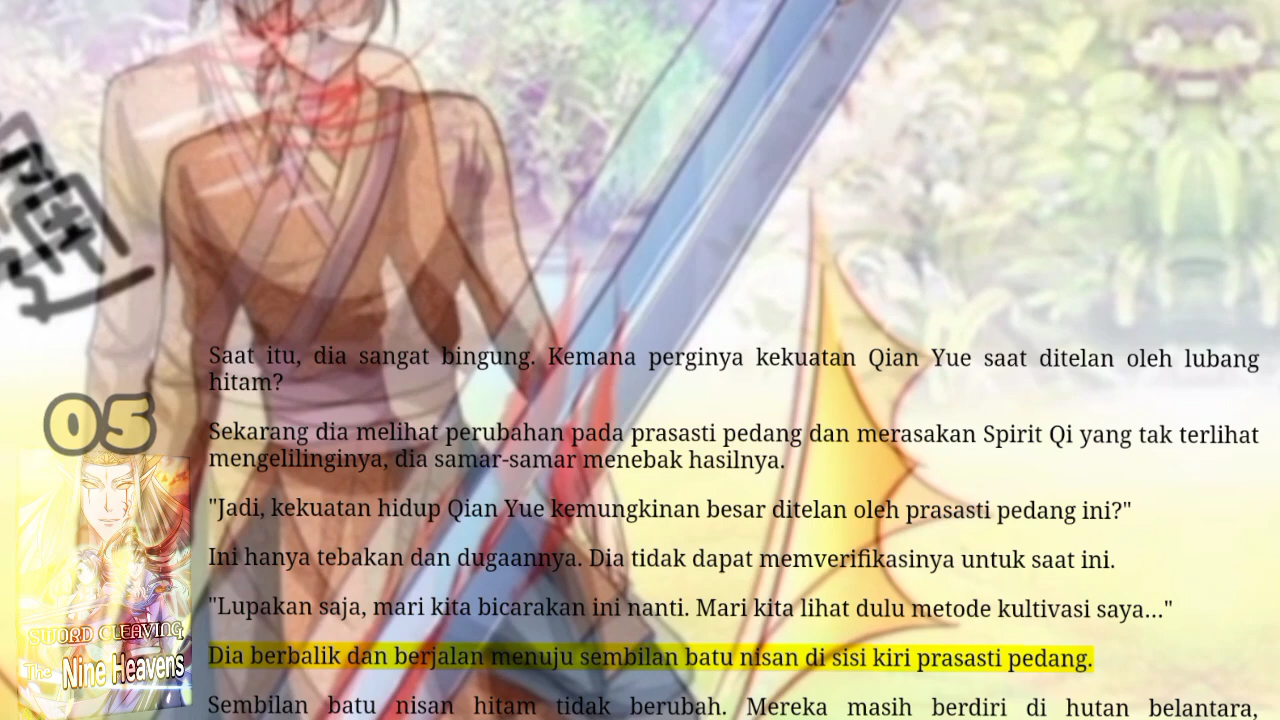 Saat itu, dia sangat bingung. Kemana perginya kekuatan Qian Yue saat ditelan oleh lubang
hitam?
Sekarang dia melihat perubahan pada prasasti pedang dan merasakan Spirit Qi yang tak terlihat
mengelilinginya, dia samar-samar menebak hasilnya.
"Jadi, kekuatan hidup Qian Yue kemungkinan besar ditelan oleh prasasti pedang ini?"
Ini hanya tebakan dan dugaannya. Dia tidak dapat memverifikasinya untuk saat ini.
"Lupakan saja, mari kita bicarakan ini nanti. Mari kita lihat dulu metode kultivasi saya..."
Dia berbalik dan berjalan menuju sembilan batu nisan di sisi kiri prasasti pedang.
Sembilan batu nisan hitam tidak berubah. Mereka masih berdiri di hutan belantara,
05
SWORD CLEAVING
The Nine Heavens